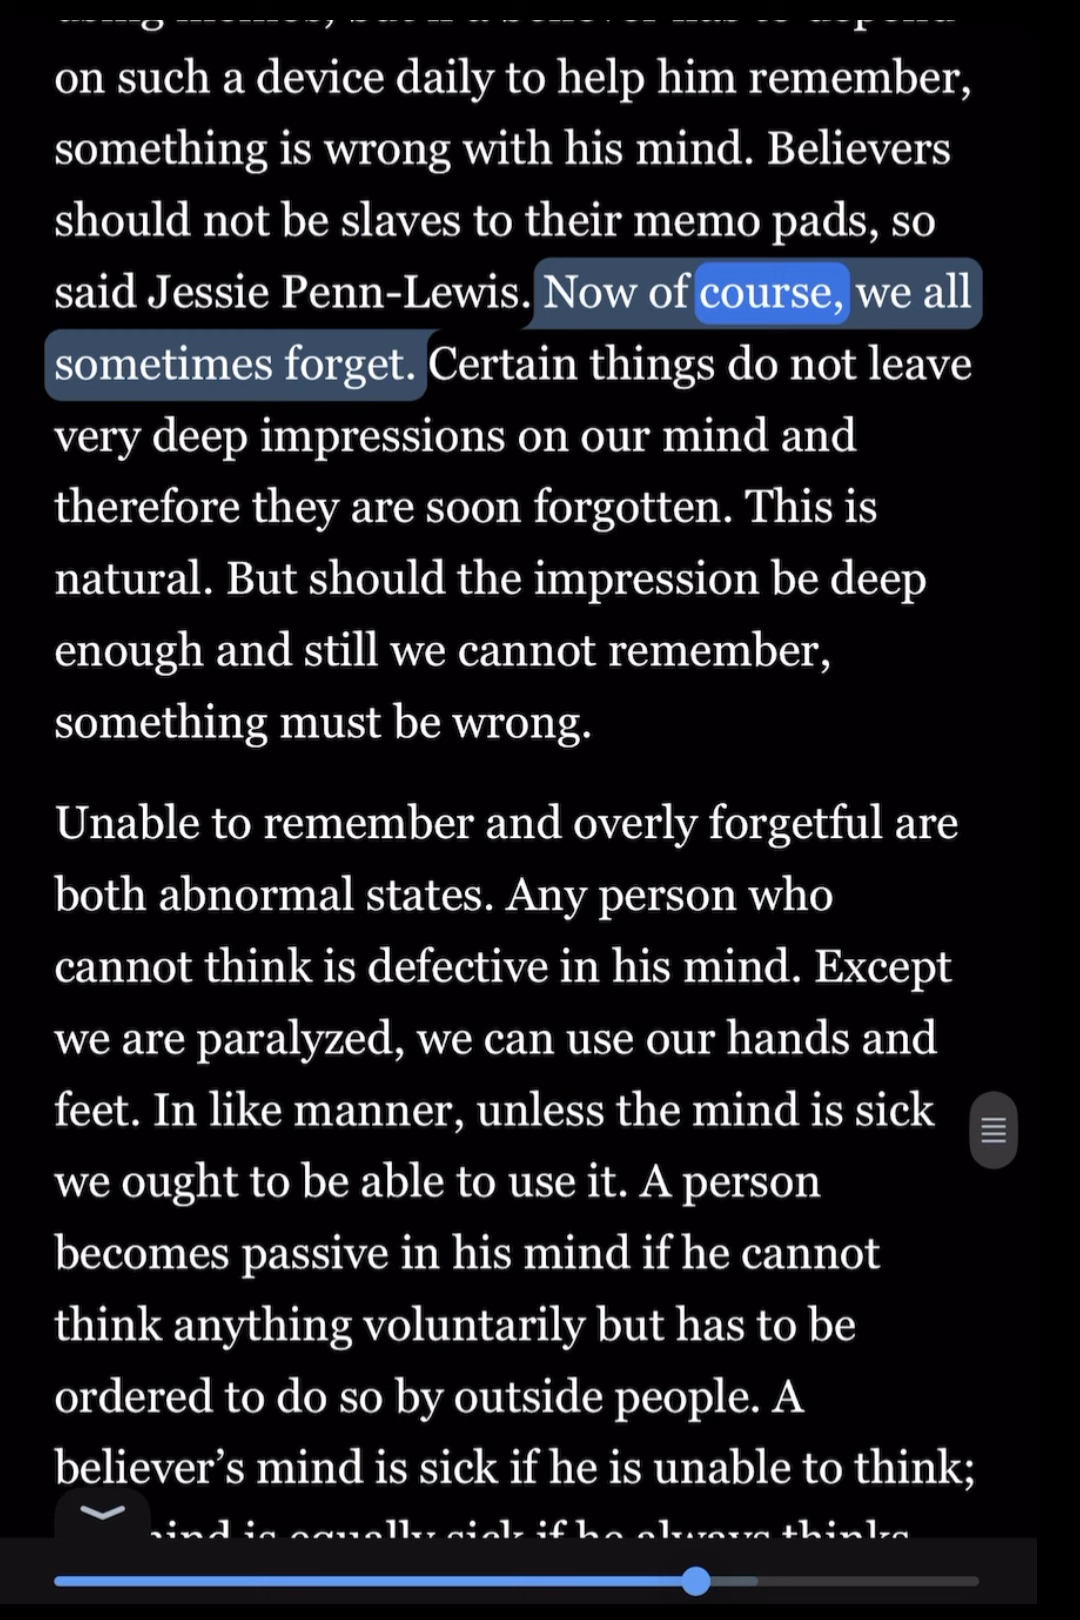 on such a device daily to help him remember,
something is wrong with his mind. Believers
should not be slaves to their memo pads, so
said Jessie Penn-Lewis. Now of course, we all
sometimes forget. Certain things do not leave
very deep impressions on our mind and
therefore they are soon forgotten. This is
natural. But should the impression be deep
enough and still we cannot remember,
something must be wrong.
Unable to remember and overly forgetful are
both abnormal states. Any person who
cannot think is defective in his mind. Except
we are paralyzed, we can use our hands and
feet. In like manner, unless the mind is sick
we ought to be able to use it. A person
becomes passive in his mind if he cannot
think anything voluntarily but has to be
ordered to do so by outside people. A
believer’s mind is sick if he is unable to think;
is equally sick if he always thinks